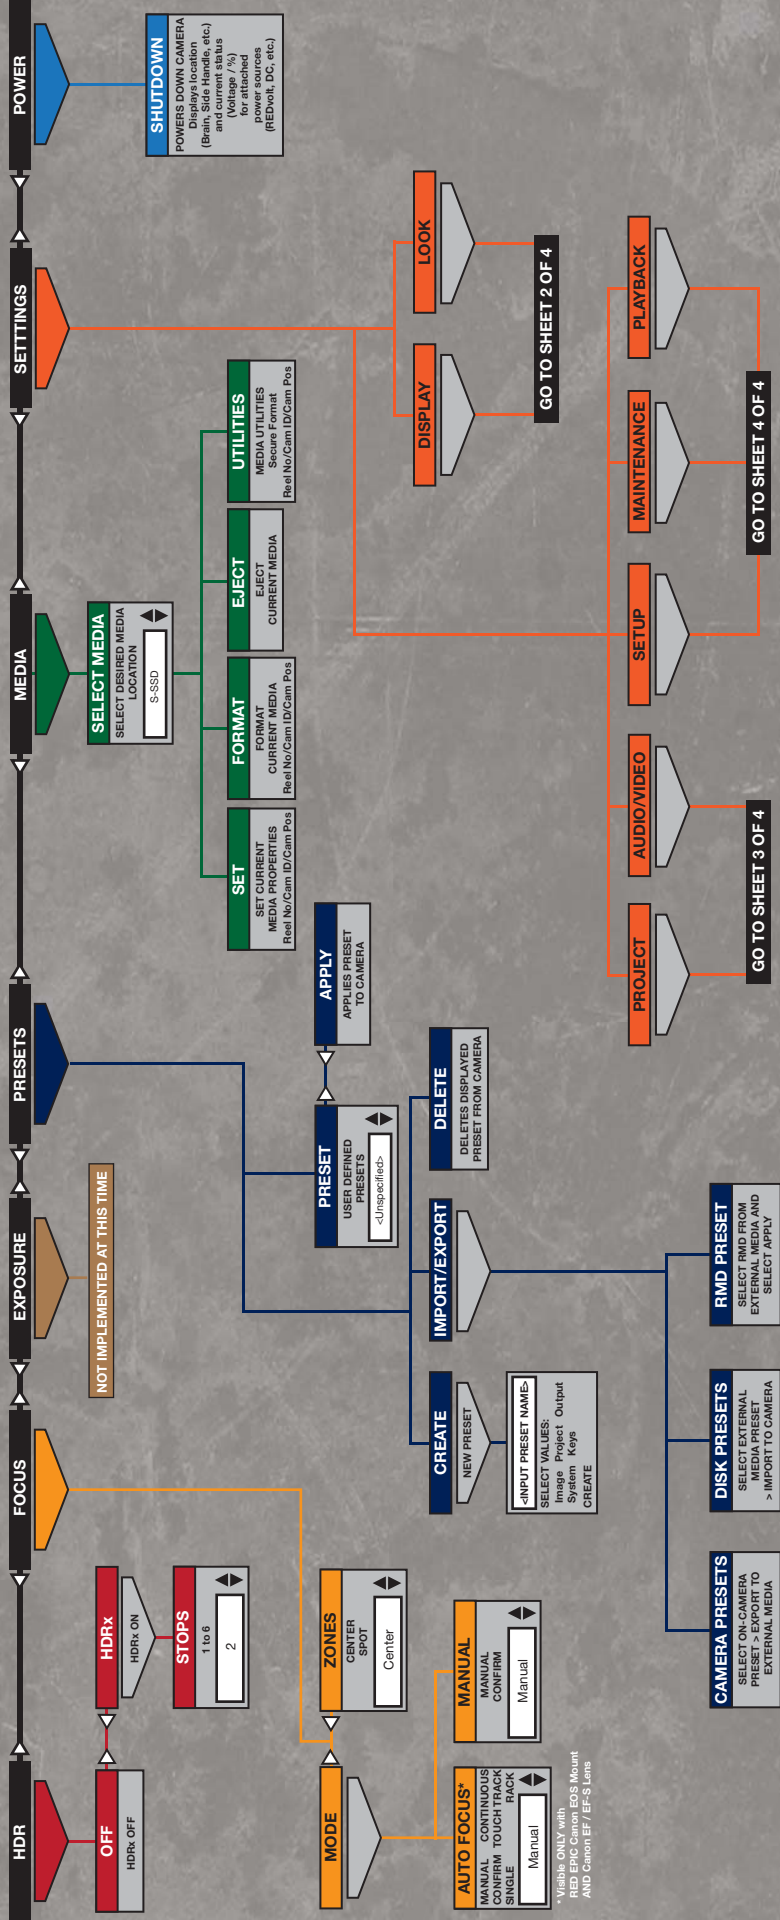 HDR
FOCUS
EXPOSURE
PRESETS
MEDIA
SETTTINGS
POWER
OFF
HDRx OFF
HDRx
HDRx ON
STOPS
1 to 6
2
MODE
ZONES
CENTER
SPOT
Center
AUTO FOCUS*
MANUAL CONTINUOUS
CONFIRM TOUCH TRACK
SINGLE RACK
Manual
* Visible ONLY with
RED EPIC Canon EOS Mount
AND Canon EF / EF-S Lens
MANUAL
MANUAL
CONFIRM
Manual
NOT IMPLEMENTED AT THIS TIME
PRESET
USER DEFINED
PRESETS
<Unspecified>
APPLY
APPLIES PRESET
TO CAMERA
CREATE
NEW PRESET
<INPUT PRESET NAME>
SELECT VALUES:
Image Project Output
System Keys
CREATE
IMPORT/EXPORT
DELETE
DELETES DISPLAYED
PRESET FROM CAMERA
CAMERA PRESETS
SELECT ON-CAMERA
PRESET > EXPORT TO
EXTERNAL MEDIA
DISK PRESETS
SELECT EXTERNAL
MEDIA PRESET
> IMPORT TO CAMERA
RMD PRESET
SELECT RMD FROM
EXTERNAL MEDIA AND
SELECT APPLY
SELECT MEDIA
SELECT DESIRED MEDIA
LOCATION
S-SSD
SET
SET CURRENT
MEDIA PROPERTIES
Reel No/Cam ID/Cam Pos
FORMAT
FORMAT
CURRENT MEDIA
Reel No/Cam ID/Cam Pos
EJECT
EJECT
CURRENT MEDIA
UTILITIES
MEDIA UTILITIES
Secure Format
Reel No/Cam ID/Cam Pos
DISPLAY
LOOK
GO TO SHEET 2 OF 4
PROJECT
AUDIO/VIDEO
SETUP
MAINTENANCE
PLAYBACK
GO TO SHEET 3 OF 4
GO TO SHEET 4 OF 4
SHUTDOWN
POWERS DOWN CAMERA
Displays location
(Brain, Side Handle, etc.)
and current status
(Voltage / %)
for attached
power sources
(REDvolt, DC, etc.)